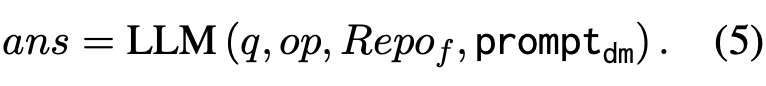 ans = LLM (q, op, Repo_f, prompt_dm) . (5)